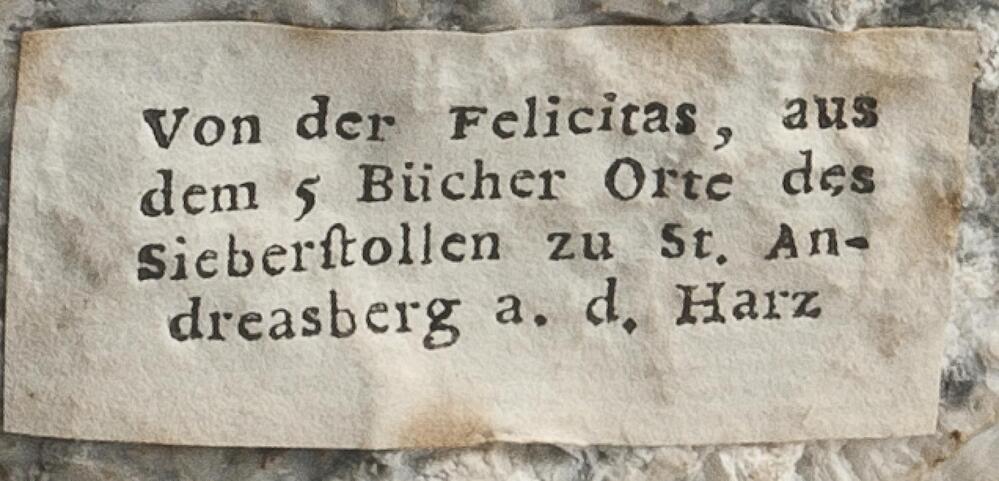 Von der Felicitas, aus
dem 5 Bücher Orte des
Sieberſtollen zu St. An-
dreasberg a. d. Harz